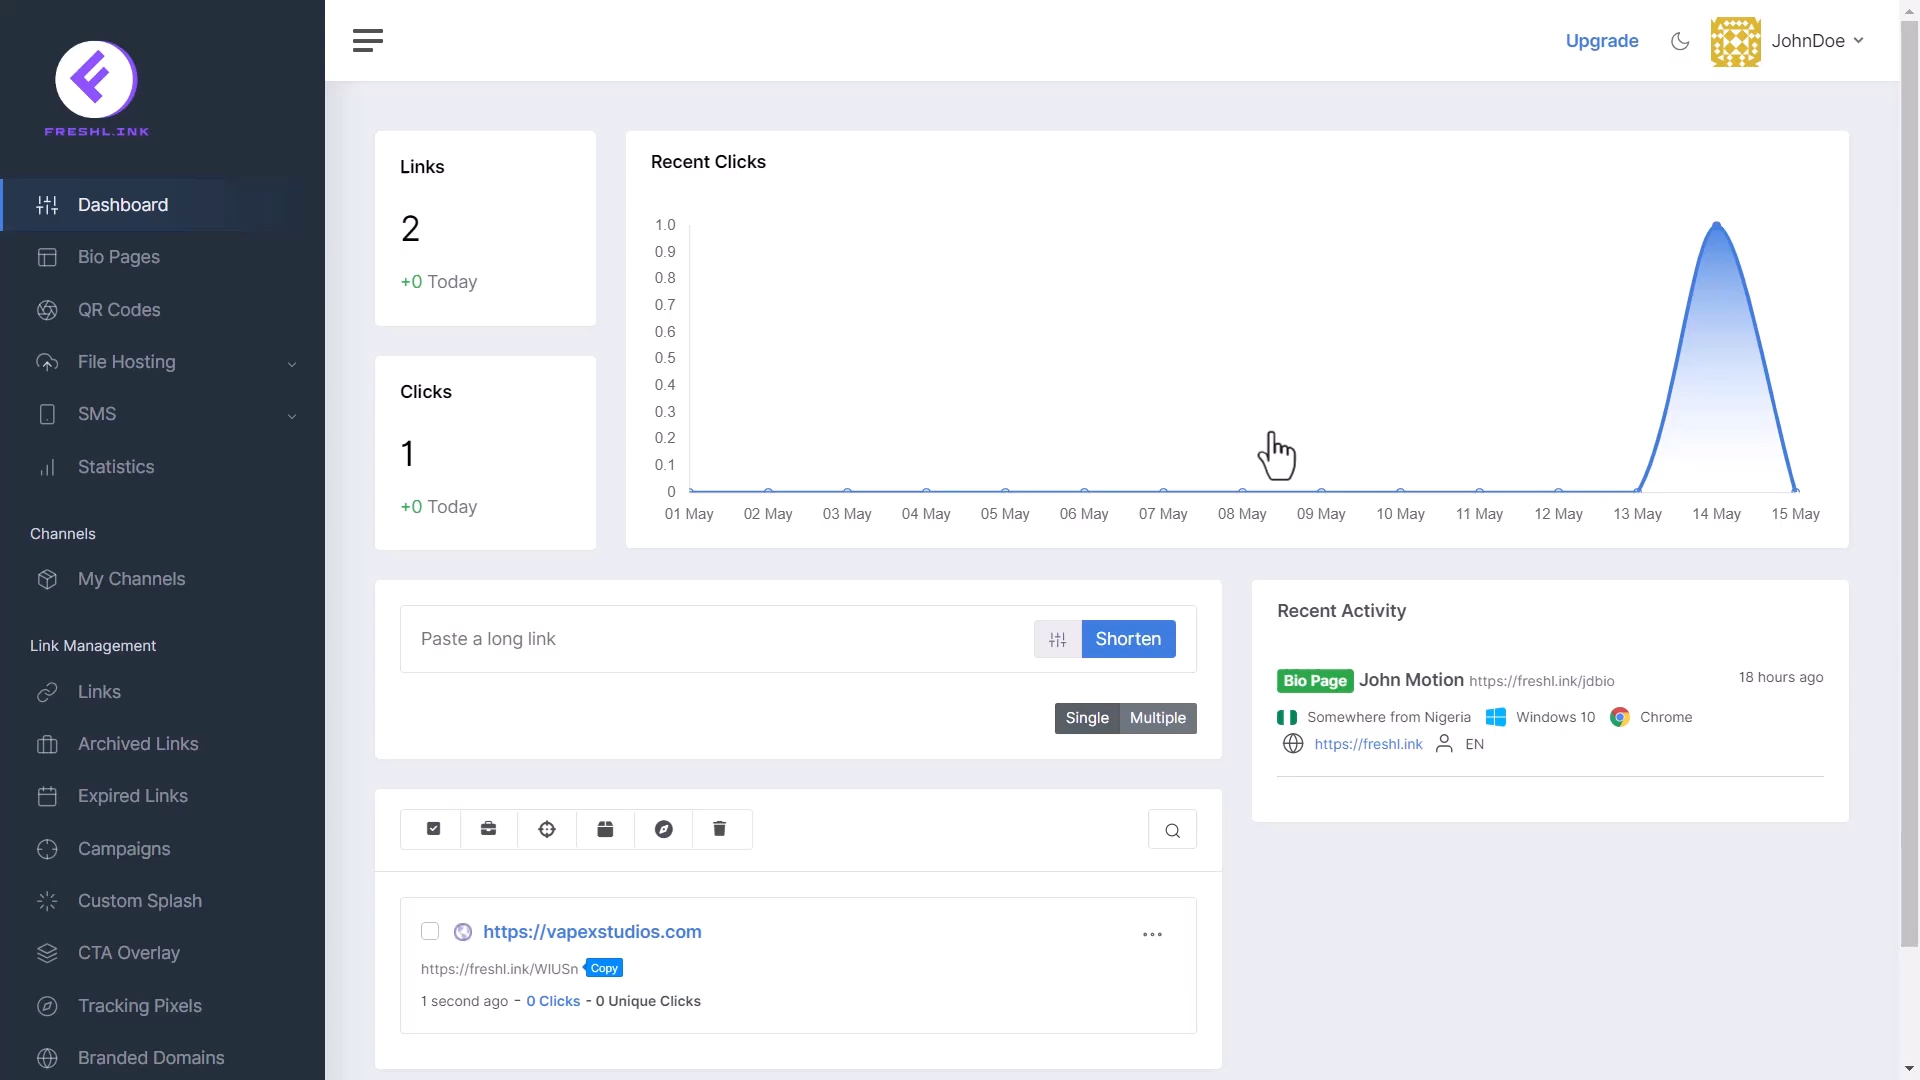 FRESHL.INK
Dashboard
Bio Pages
QR Codes
File Hosting
SMS
Statistics
Channels
My Channels
Link Management
Links
Archived Links
Expired Links
Campaigns
Custom Splash
CTA Overlay
Tracking Pixels
Branded Domains
Upgrade
JohnDoe
Links
2
+0 Today
Clicks
1
+0 Today
Recent Clicks
1.0
0.9
0.8
0.7
0.6
0.5
0.4
0.3
0.2
0.1
0
01 May 02 May 03 May 04 May 05 May 06 May 07 May 08 May 09 May 10 May 11 May 12 May 13 May 14 May 15 May
Paste a long link
Shorten
Single Multiple
https://vapexstudios.com
https://freshl.ink/WIUSn Copy
1 second ago - 0 Clicks - 0 Unique Clicks
Recent Activity
Bio Page John Motion https://freshl.ink/jdbio 18 hours ago
Somewhere from Nigeria Windows 10 Chrome
https://freshl.ink EN